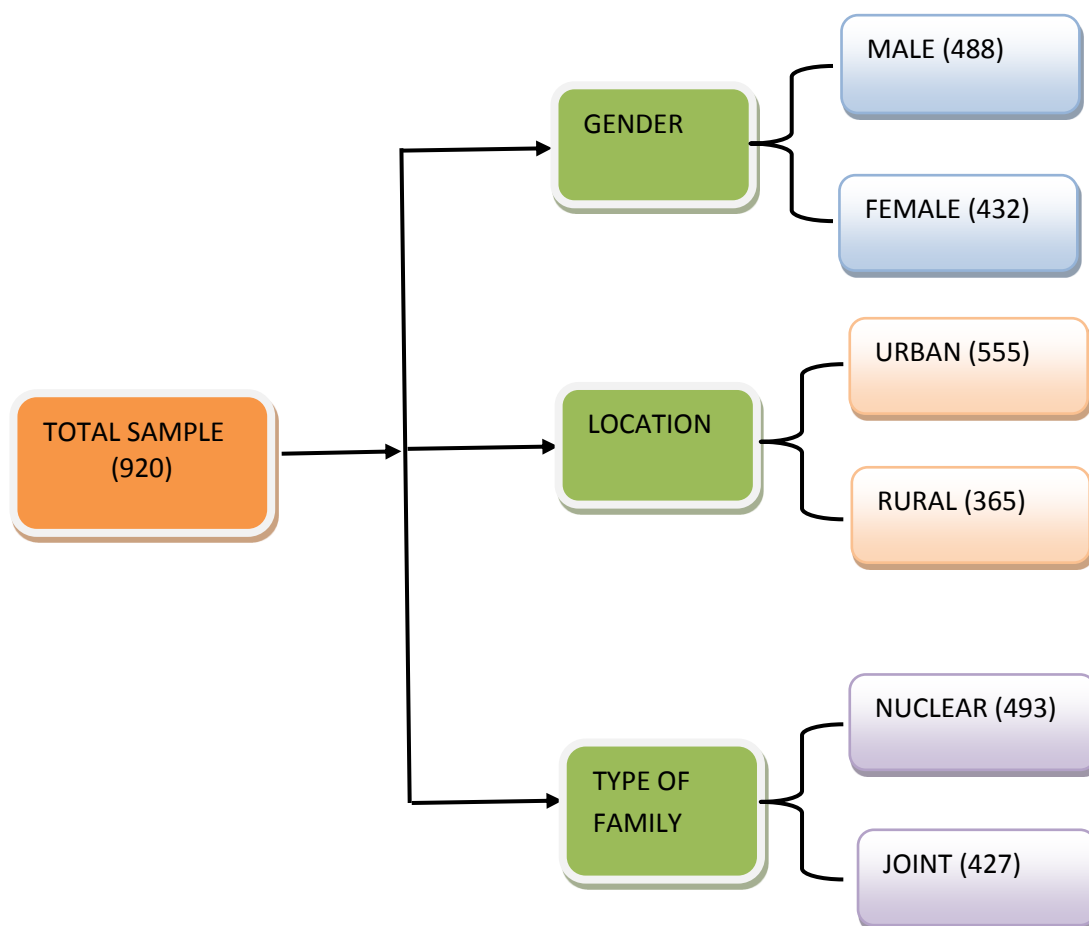 MALE (488)
GENDER
FEMALE (432)
URBAN (555)
TOTAL SAMPLE
(920)
LOCATION
RURAL (365)
NUCLEAR (493)
TYPE OF
FAMILY
JOINT (427)